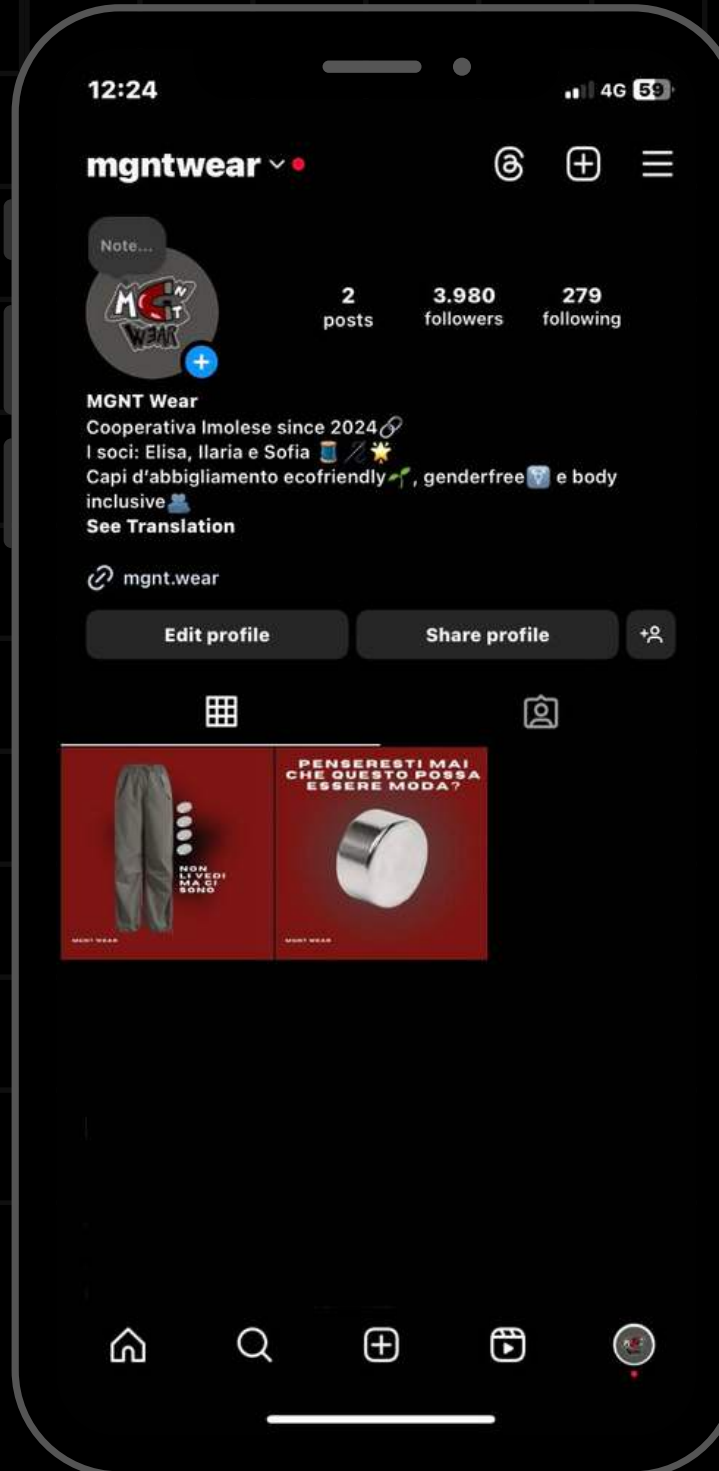 12:24
4G 59
mgntwear
Note...
MGNT
WEAR
2
posts
3.980
followers
279
following
MGNT Wear
Cooperativa Imolese since 2024🔗
I soci: Elisa, Ilaria e Sofia 🧵🪡🌟
Capi d'abbigliamento ecofriendly🌱, genderfree🚺 e body
inclusive🫂
See Translation
mgnt.wear
Edit profile
Share profile
NON
LI VEDI
MA CI
SONO
MGNT WEAR
PENSERESTI MAI
CHE QUESTO POSSA
ESSERE MODA?
MGNT WEAR